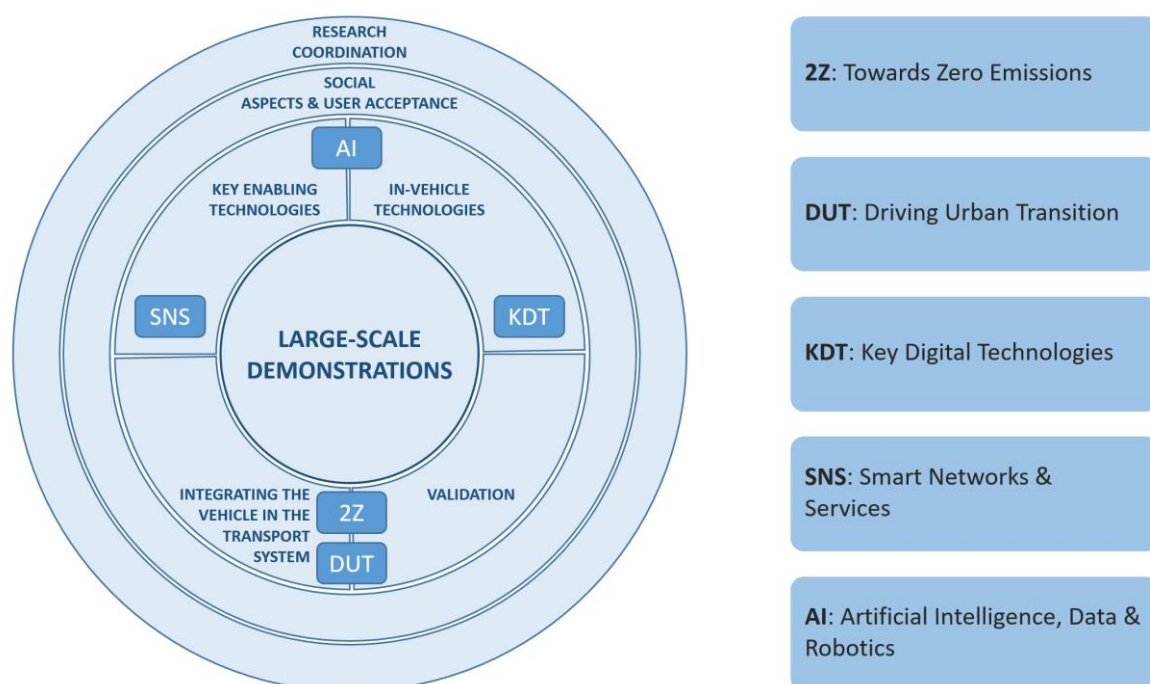 RESEARCH
COORDINATION
SOCIAL
ASPECTS & USER ACCEPTANCE
AI
KEY ENABLING
TECHNOLOGIES
IN-VEHICLE
TECHNOLOGIES
SNS
KDT
LARGE-SCALE
DEMONSTRATIONS
INTEGRATING THE
VEHICLE IN THE
TRANSPORT
SYSTEM
2Z
DUT
VALIDATION
2Z: Towards Zero Emissions
DUT: Driving Urban Transition
KDT: Key Digital Technologies
SNS: Smart Networks &
Services
AI: Artificial Intelligence, Data &
Robotics